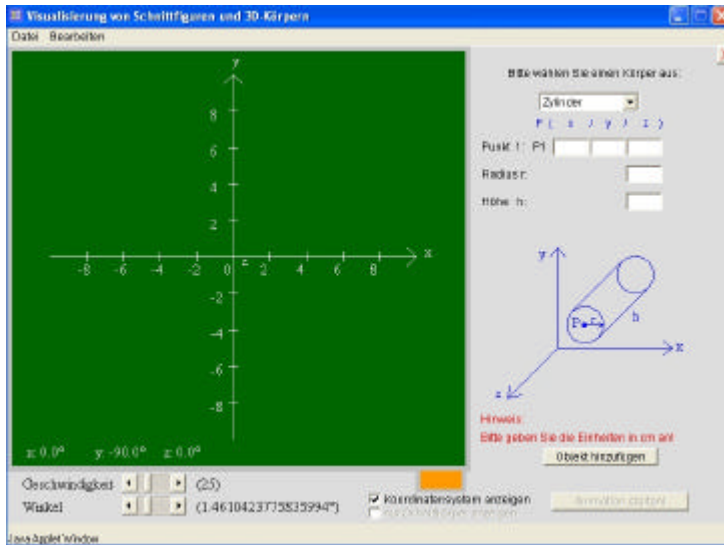 Visualisierung von Schnittfiguren und 3D-Körpern
Datei Bearbeiten
y
8
6
4
2
-8 -6 -4 -2 0 z 2 4 6 8 x
-2
-4
-6
-8
x: 0.0° y: -90.0° z: 0.0°
Bitte wählen Sie einen Körper aus:
Zylinder
P ( x / y / z )
Punkt 1: P1
Radius r:
Höhe h:
y
P r h
x
z
Hinweis:
Bitte geben Sie die Einheiten in cm an!
Objekt hinzufügen
Geschwindigkeit (25)
Winkel (1.4610423775835994°)
Koordinatensystem anzeigen
nur Schnittkörper anzeigen
Animation starten
Java Applet Window